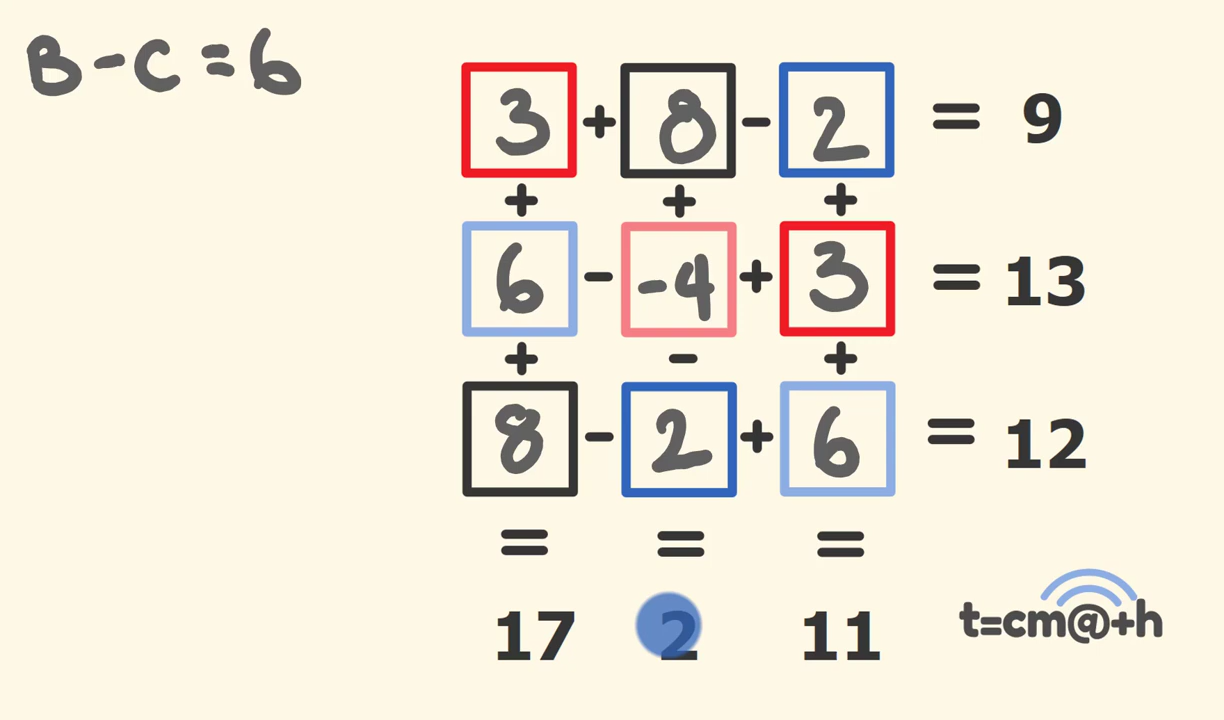 B - C = 6
3 + 8 - 2 = 9
+ + +
6 - -4 + 3 = 13
+ - +
8 - 2 + 6 = 12
= = =
17 2 11
t=cm@+h